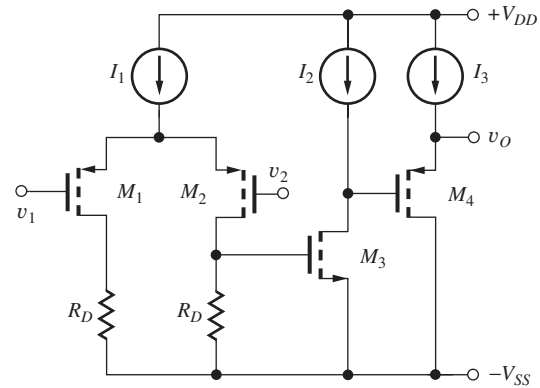 +V_DD
I_1
I_2
I_3
v_O
v_1
M_1
M_2
v_2
M_4
M_3
R_D
R_D
−V_SS